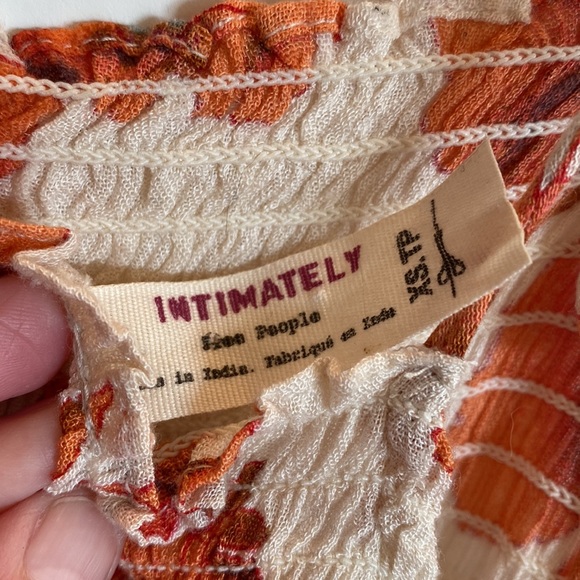 INTIMATELY
Free People
in India. Fabriqué en Inde
XS.TP